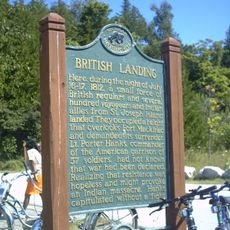 BRITISH LANDING
Here, during the night of July
16-17, 1812, a small force of
British regulars and several
hundred voyageurs and Indian
allies from St. Joseph Island
landed. They occupied a height
that overlooks Fort Mackinac
and demanded its surrender.
Lt. Porter Hanks, commander
of the American garrison of
57 soldiers, had not known
that war had been declared.
Realizing that resistance was
hopeless and might provoke
an Indian massacre, Hanks
capitulated without a fight.